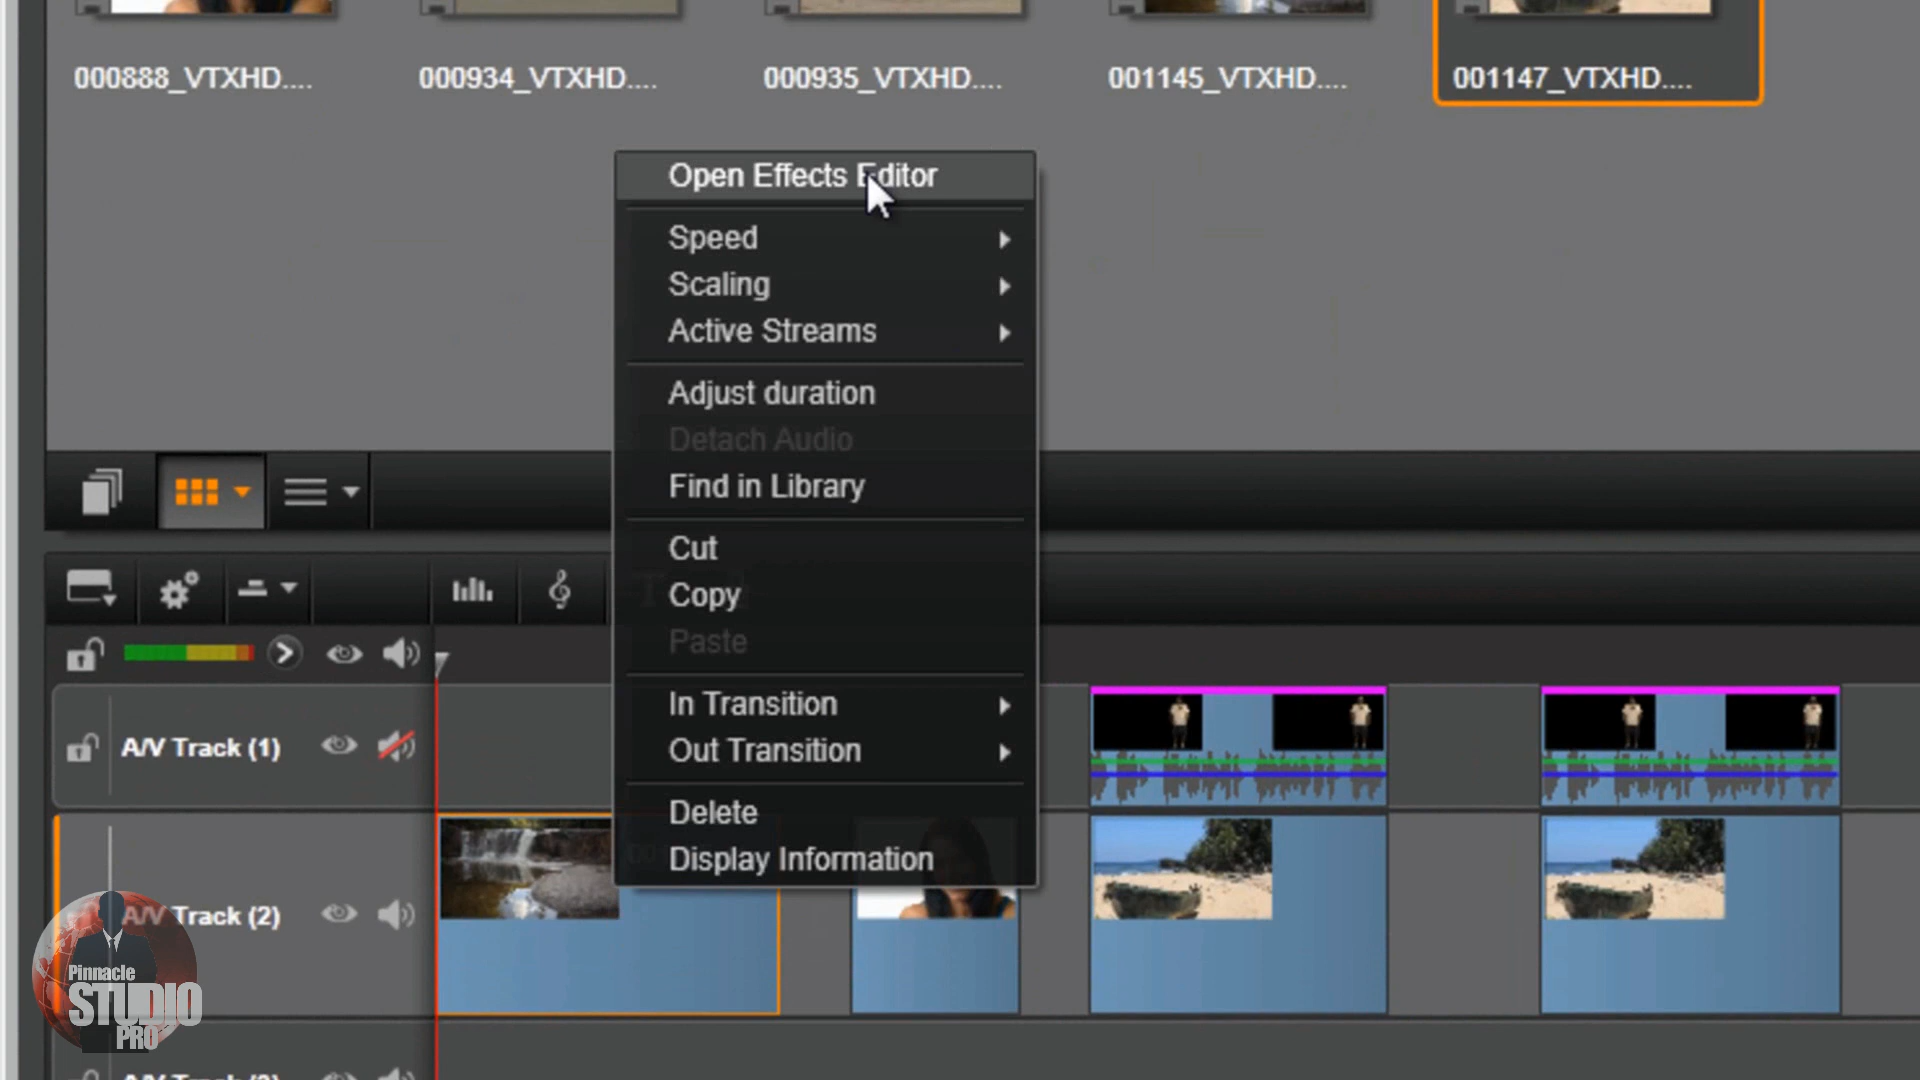 000888_VTXHD....
000934_VTXHD....
000935_VTXHD....
001145_VTXHD....
001147_VTXHD....
Open Effects Editor
Speed
Scaling
Active Streams
Adjust duration
Detach Audio
Find in Library
Cut
Copy
Paste
In Transition
Out Transition
Delete
Display Information
A/V Track (1)
A/V Track (2)
Pinnacle
STUDIO
PRO